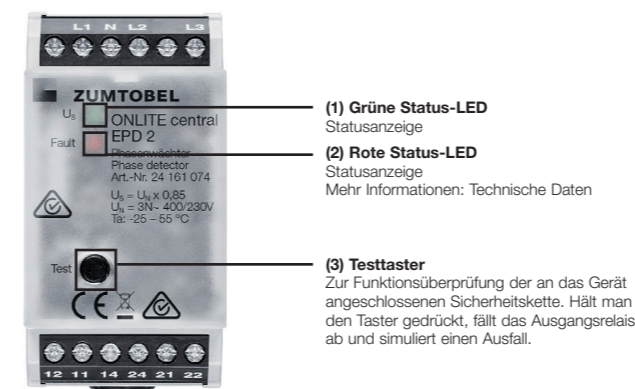 L1 N L2 L3
ZUMTOBEL
Us
ONLITE central
EPD 2
Fault
Phasenwächter
Phase detector
Art.-Nr. 24 161 074
US = UN x 0,85
UN = 3N~ 400/230V
Ta: -25 – 55 °C
Test
CE
12 11 14 24 21 22
(1) Grüne Status-LED
Statusanzeige
(2) Rote Status-LED
Statusanzeige
Mehr Informationen: Technische Daten
(3) Testtaster
Zur Funktionsüberprüfung der an das Gerät
angeschlossenen Sicherheitskette. Hält man
den Taster gedrückt, fällt das Ausgangsrelais
ab und simuliert einen Ausfall.